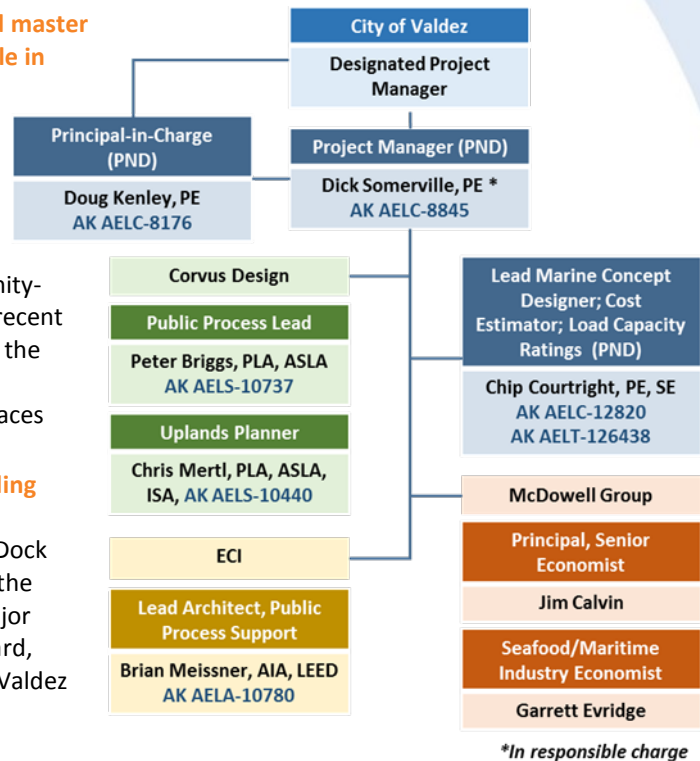 l master
le in
nity-
recent
the
aces
ling
Dock
the
jor
ard,
Valdez
City of Valdez
Designated Project
Manager
Principal-in-Charge
(PND)
Doug Kenley, PE
AK AELC-8176
Project Manager (PND)
Dick Somerville, PE *
AK AELC-8845
Corvus Design
Public Process Lead
Peter Briggs, PLA, ASLA
AK AELS-10737
Uplands Planner
Chris Mertl, PLA, ASLA,
ISA, AK AELS-10440
Lead Marine Concept
Designer; Cost
Estimator; Load Capacity
Ratings (PND)
Chip Courtright, PE, SE
AK AELC-12820
AK AELT-126438
ECI
Lead Architect, Public
Process Support
Brian Meissner, AIA, LEED
AK AELA-10780
McDowell Group
Principal, Senior
Economist
Jim Calvin
Seafood/Maritime
Industry Economist
Garrett Evridge
*In responsible charge